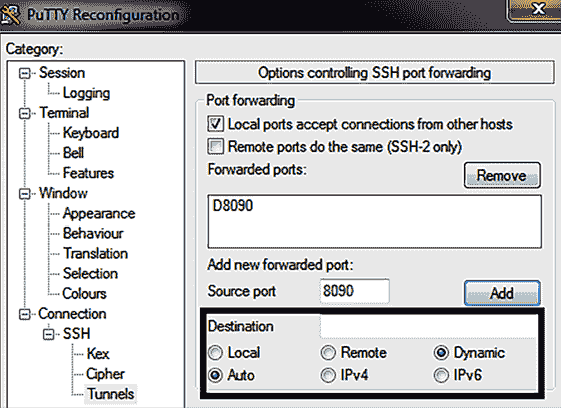 PuTTY Reconfiguration
Category:
Session
Logging
Terminal
Keyboard
Bell
Features
Window
Appearance
Behaviour
Translation
Selection
Colours
Connection
SSH
Kex
Cipher
Tunnels
Options controlling SSH port forwarding
Port forwarding
Local ports accept connections from other hosts
Remote ports do the same (SSH-2 only)
Forwarded ports:
Remove
D8090
Add new forwarded port:
Source port 8090 Add
Destination
Local Remote Dynamic
Auto IPv4 IPv6